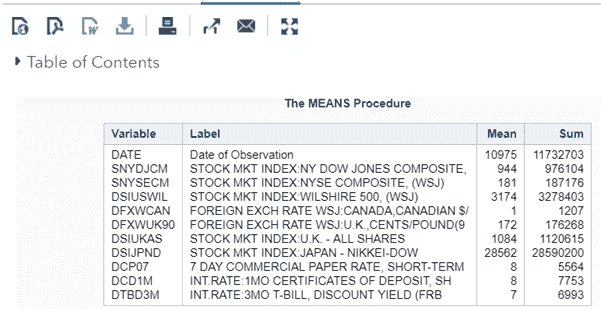 Table of Contents
The MEANS Procedure
Variable Label Mean Sum
DATE Date of Observation 10975 11732703
SNYDJCM STOCK MKT INDEX:NY DOW JONES COMPOSITE, 944 976104
SNYSECM STOCK MKT INDEX:NYSE COMPOSITE, (WSJ) 181 187176
DSIUSWIL STOCK MKT INDEX:WILSHIRE 500, (WSJ) 3174 3278403
DFXWCAN FOREIGN EXCH RATE WSJ:CANADA,CANADIAN $/ 1 1207
DFXWUK90 FOREIGN EXCH RATE WSJ:U.K.,CENTS/POUND(9 172 176268
DSIUKAS STOCK MKT INDEX:U.K. - ALL SHARES 1084 1120615
DSIJPND STOCK MKT INDEX:JAPAN - NIKKEI-DOW 28562 28590200
DCP07 7 DAY COMMERCIAL PAPER RATE, SHORT-TERM 8 5564
DCD1M INT.RATE:1MO CERTIFICATES OF DEPOSIT, SH 8 7753
DTBD3M INT.RATE:3MO T-BILL, DISCOUNT YIELD (FRB 7 6993